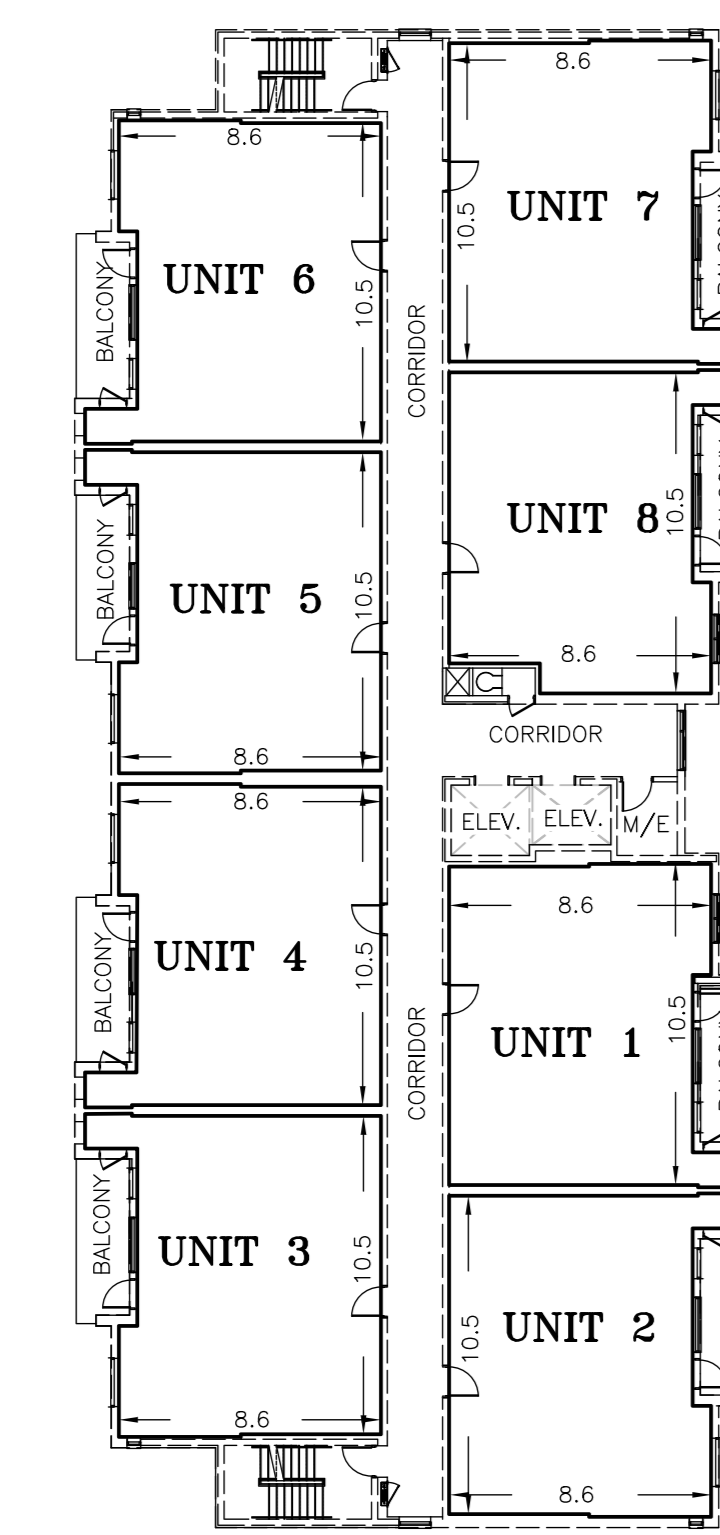 8.6
8.6
UNIT 7
10.5
UNIT 6
BALCONY
10.5
CORRIDOR
UNIT 8
10.5
BALCONY
UNIT 5
10.5
8.6
CORRIDOR
8.6
8.6
ELEV.
ELEV.
M/E
8.6
UNIT 4
BALCONY
10.5
UNIT 1
10.5
CORRIDOR
BALCONY
UNIT 3
10.5
UNIT 2
10.5
8.6
8.6